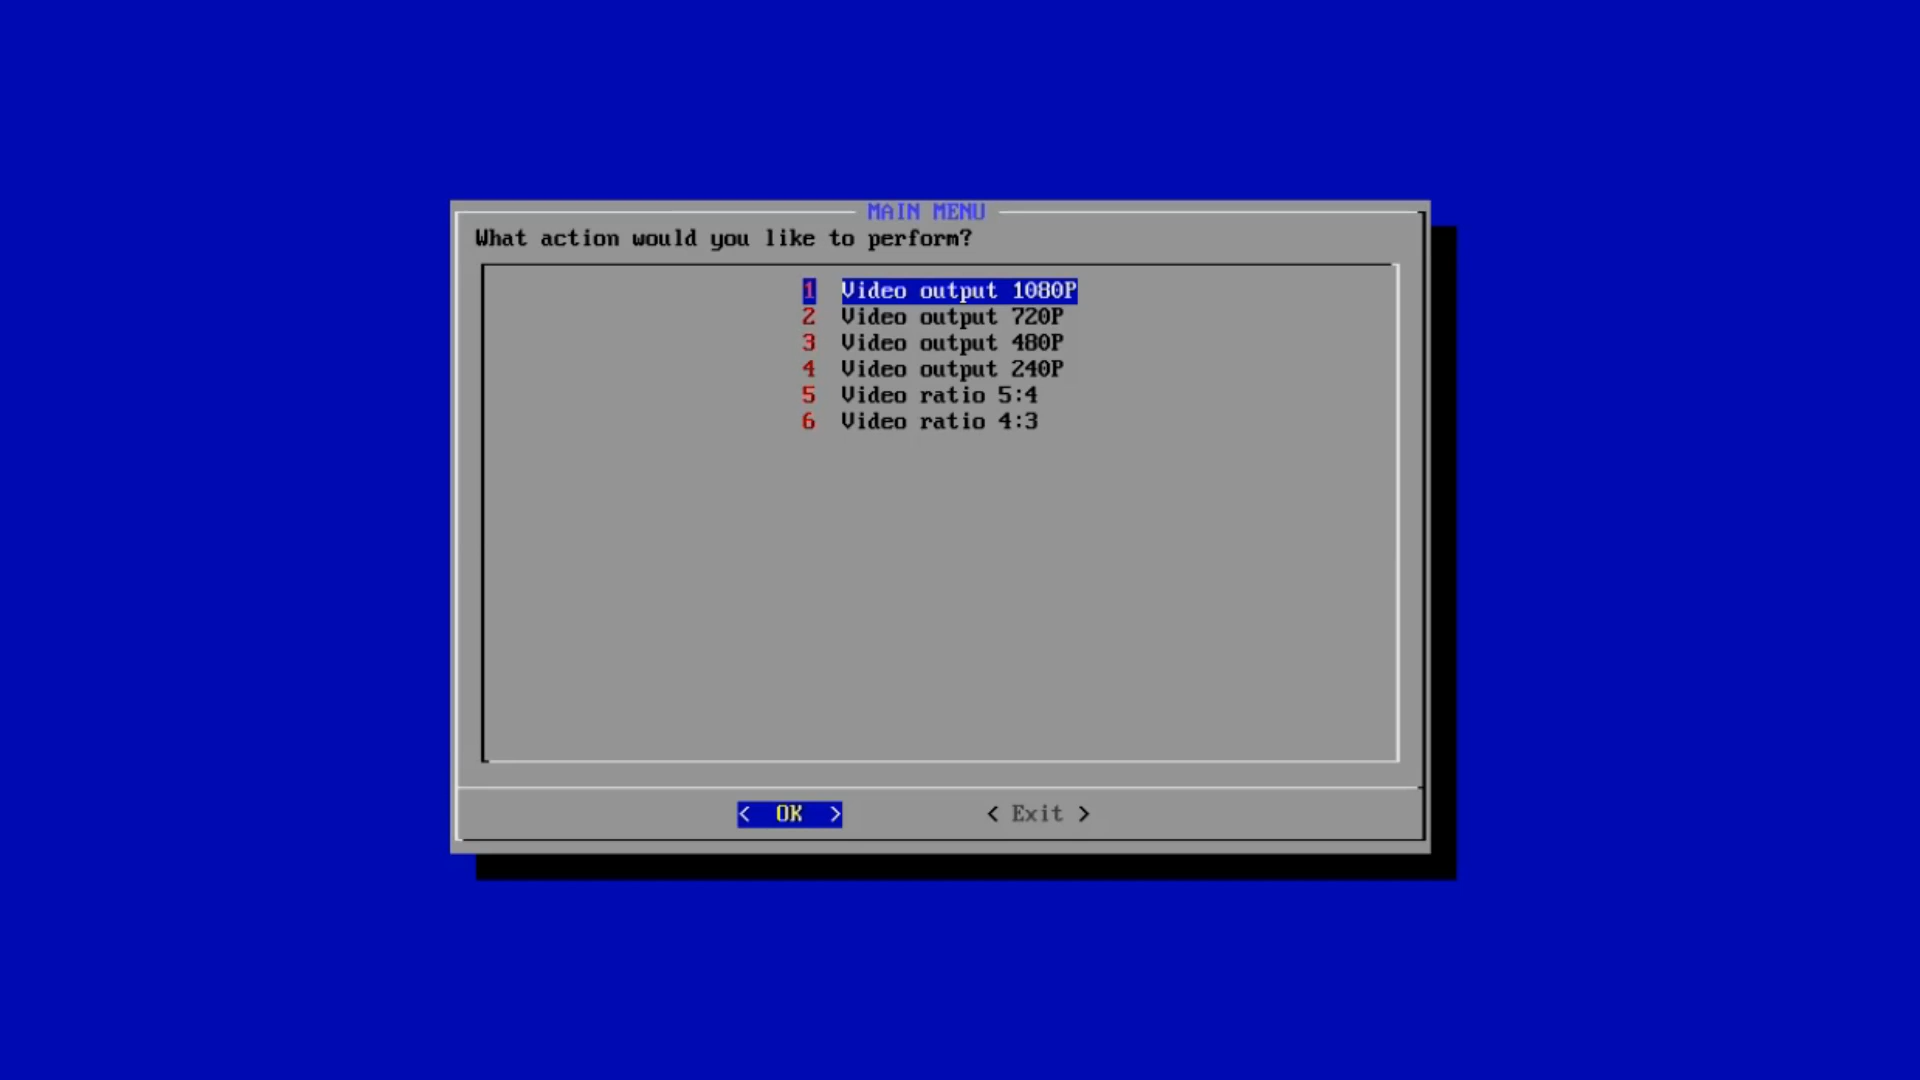 MAIN MENU
What action would you like to perform?
1 Video output 1080P
2 Video output 720P
3 Video output 480P
4 Video output 240P
5 Video ratio 5:4
6 Video ratio 4:3
< OK > < Exit >